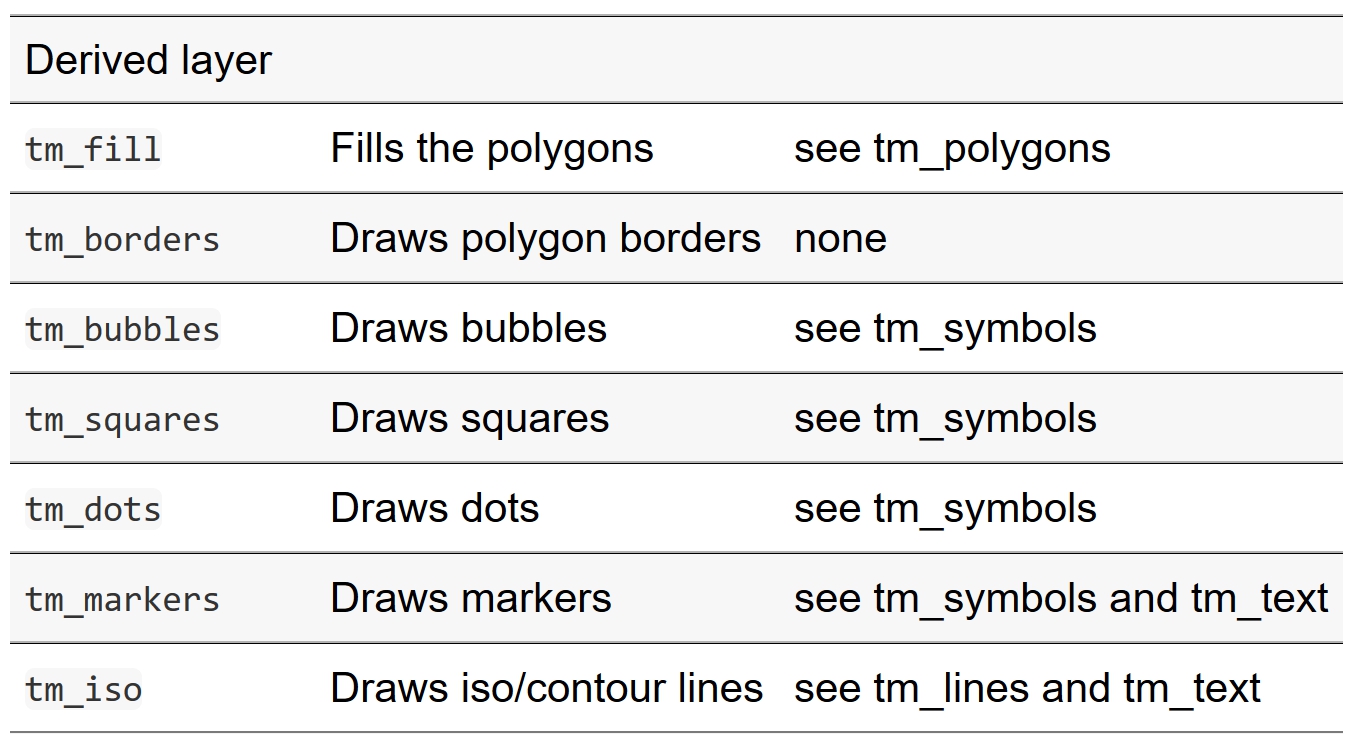 Derived layer
tm_fill Fills the polygons see tm_polygons
tm_borders Draws polygon borders none
tm_bubbles Draws bubbles see tm_symbols
tm_squares Draws squares see tm_symbols
tm_dots Draws dots see tm_symbols
tm_markers Draws markers see tm_symbols and tm_text
tm_iso Draws iso/contour lines see tm_lines and tm_text